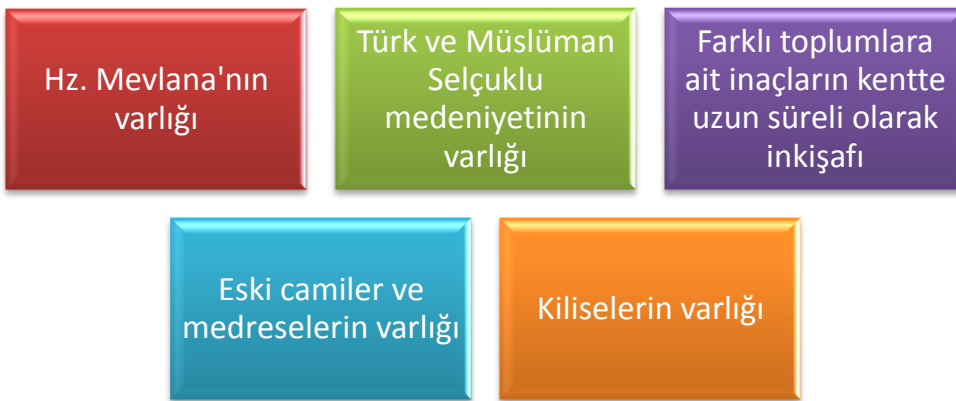 Hz. Mevlana'nın
varlığı
Türk ve Müslüman
Selçuklu
medeniyetinin
varlığı
Farklı toplumlara
ait inaçların kentte
uzun süreli olarak
inkişafı
Eski camiler ve
medreselerin varlığı
Kiliselerin varlığı